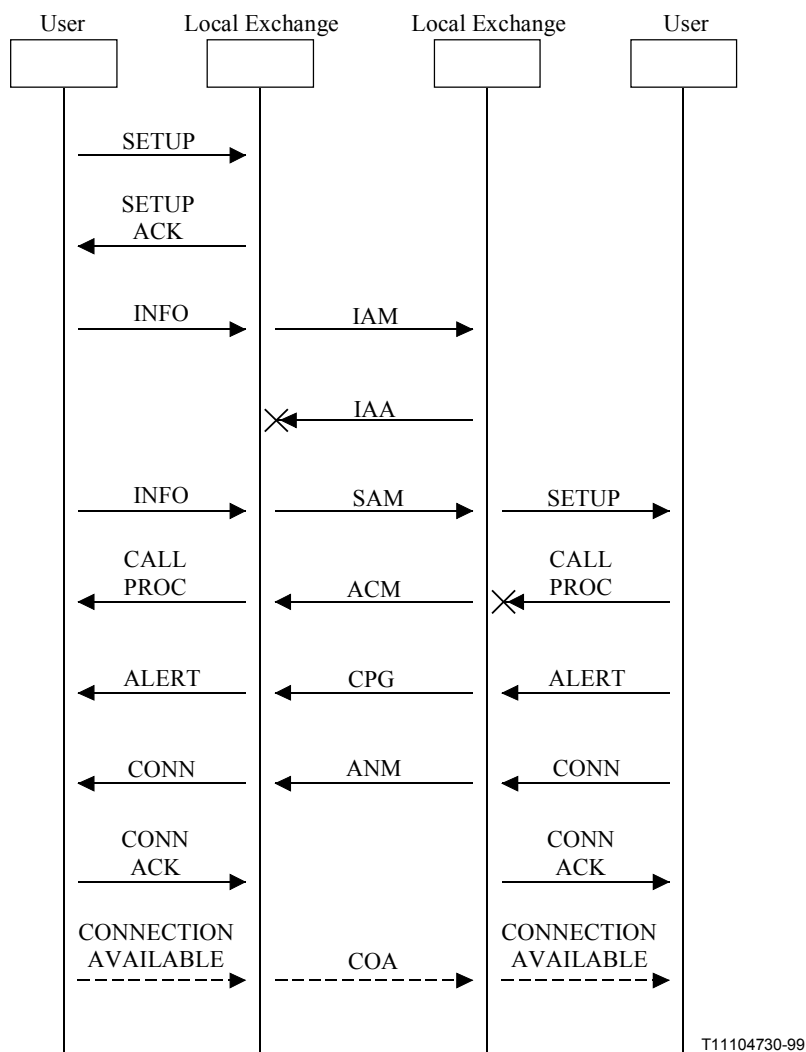 User Local Exchange Local Exchange User
SETUP
SETUP
ACK
INFO IAM
IAA
INFO SAM SETUP
CALL CALL
PROC ACM PROC
ALERT CPG ALERT
CONN ANM CONN
CONN CONN
ACK ACK
CONNECTION CONNECTION
AVAILABLE COA AVAILABLE
T11104730-99